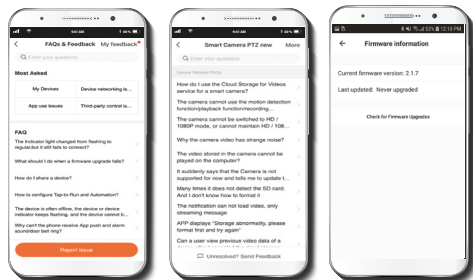 FAQs & Feedback
My feedback
Enter your questions
Most Asked
My Devices
Device networking is...
App use issues
Third-party control is...
FAQ
The indicator light changed from flashing to
regular,but it still fails to connect?
What should I do when a firmware upgrade fails?
How do I share a device?
How to configure Tap-to Run and Automation?
The device is often offline, the device or device
indicator keeps flashing, and the device cannot b...
Why can't the phone receive App push and alarm
sound/door bell ring?
Report Issue
Smart Camera PTZ new
More
Enter your questions
Device Related FAQs
How do I use the Cloud Storage for Videos
service for a smart camera?
The camera cannot use the motion detection
function/playback function/recording...
The camera cannot be switched to HD /
1080P mode, or cannot maintain HD / 108...
Why the camera video has strange noise?
The video stored in the camera cannot be
played on the computer?
It suddenly says that the Camera is not
supported for now and tells me to update t...
Many times it does not detect the SD card.
And I don't know how to format it
The notification can not load video, only
streaming message
APP displays "Storage abnormality, please
format first and try again"
Can a user view previous video data of a
Unresolved? Send Feedback
53% 12:10 PM
Firmware information
Current firmware version: 2.1.7
Last updated: Never upgraded
Check for Firmware Upgrades